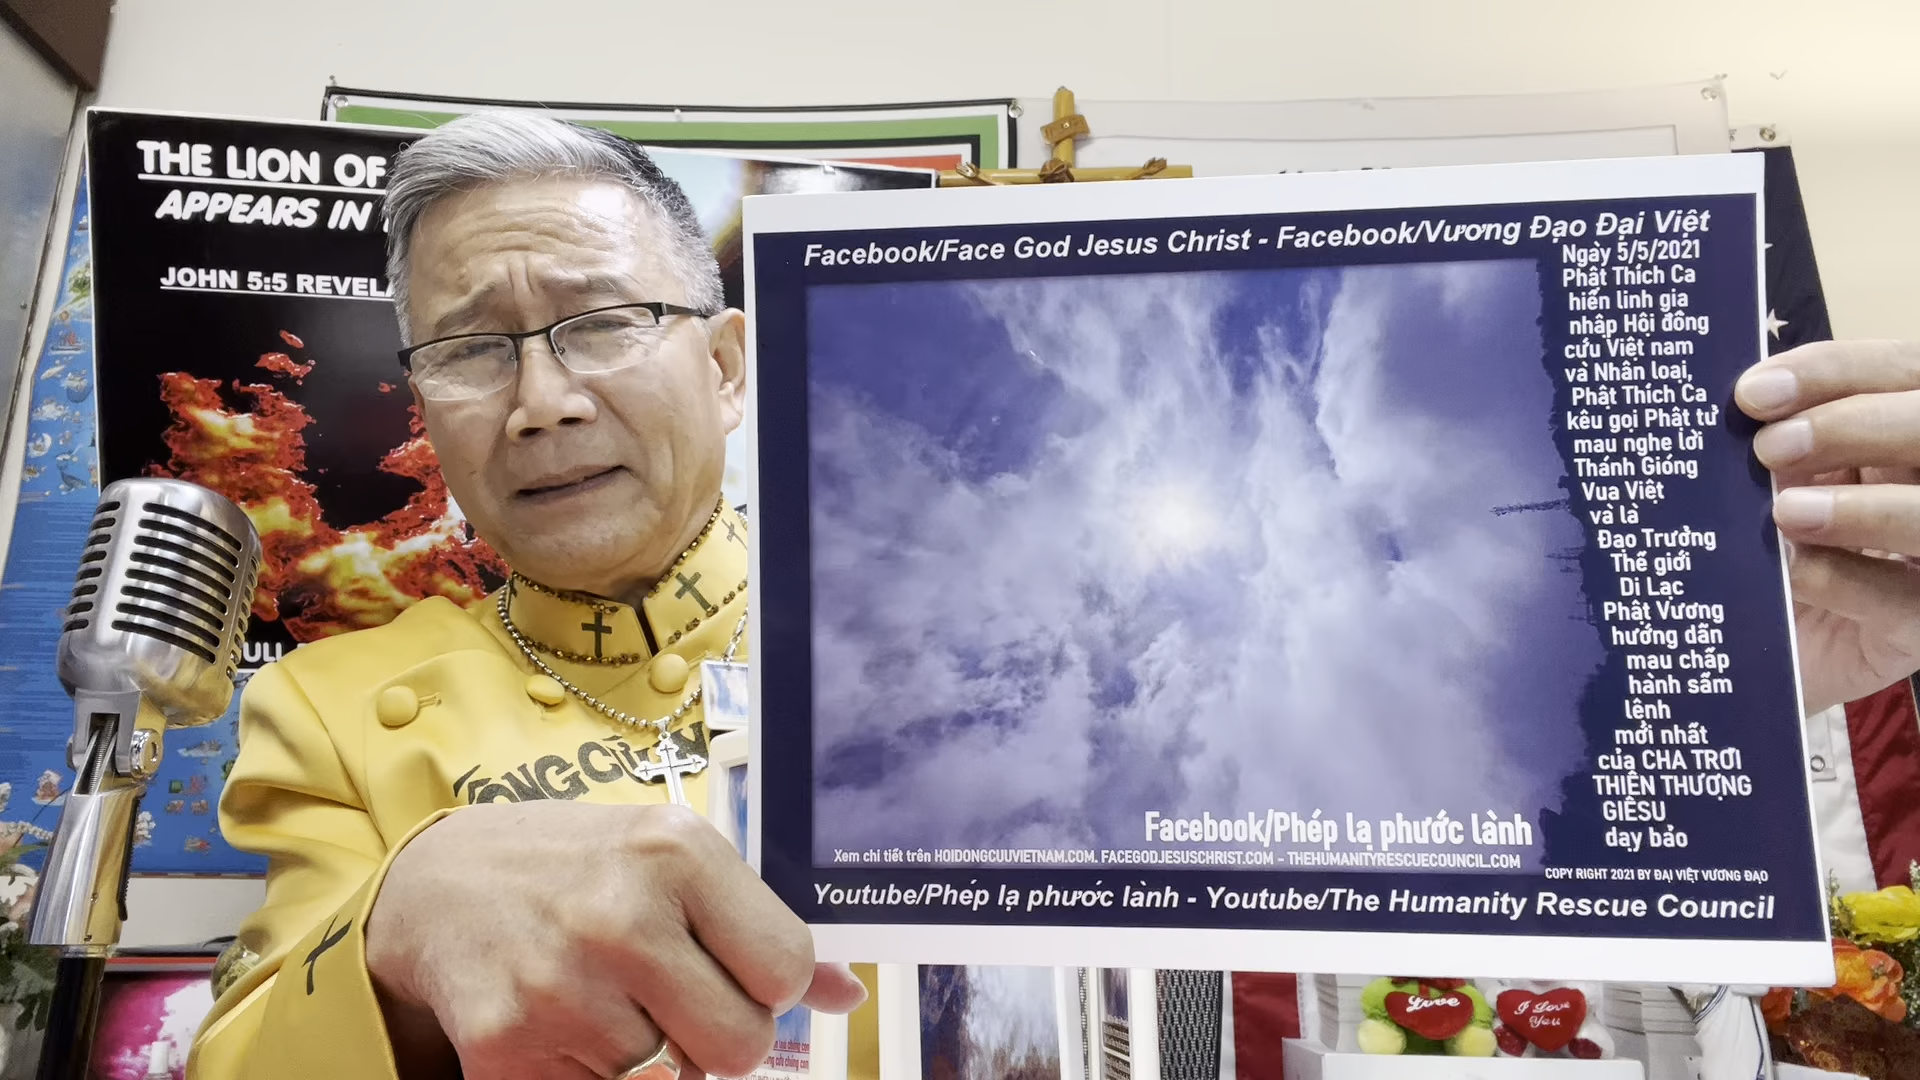 THE LION OF
APPEARS IN
JOHN 5:5 REVELA
Facebook/Face God Jesus Christ - Facebook/Vương Đạo Đại Việt
Ngày 5/5/2021
Phật Thích Ca
hiển linh gia
nhập Hội đồng
cứu Việt nam
và Nhân loại,
Phật Thích Ca
kêu gọi Phật tử
mau nghe lời
Thánh Gióng
Vua Việt
và là
Đạo Trưởng
Thế giới
Di Lạc
Phật Vương
hướng dẫn
mau chấp
hành sấm
lệnh
mới nhất
của CHA TRỜI
THIÊN THƯỢNG
GIÊSU
dạy bảo
Facebook/Phép lạ phước lành
Xem chi tiết trên HOIDONGCUUVIETNAM.COM. FACEGODJESUSCHRIST.COM - THEHUMANITYRESCUECOUNCIL.COM
COPY RIGHT 2021 BY ĐẠI VIỆT VƯƠNG ĐẠO
Youtube/Phép lạ phước lành - Youtube/The Humanity Rescue Council
Love
I Love
You